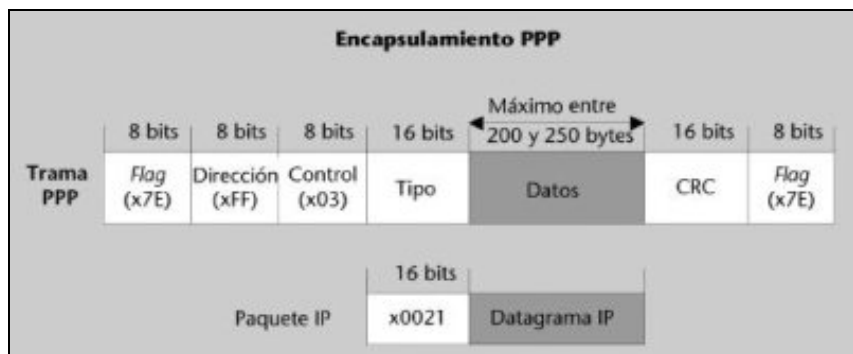 Encapsulamiento PPP
Máximo entre
8 bits 8 bits 8 bits 16 bits 200 y 250 bytes 16 bits 8 bits
Trama PPP
Flag (x7E)
Dirección (xFF)
Control (x03)
Tipo
Datos
CRC
Flag (x7E)
16 bits
Paquete IP x0021 Datagrama IP